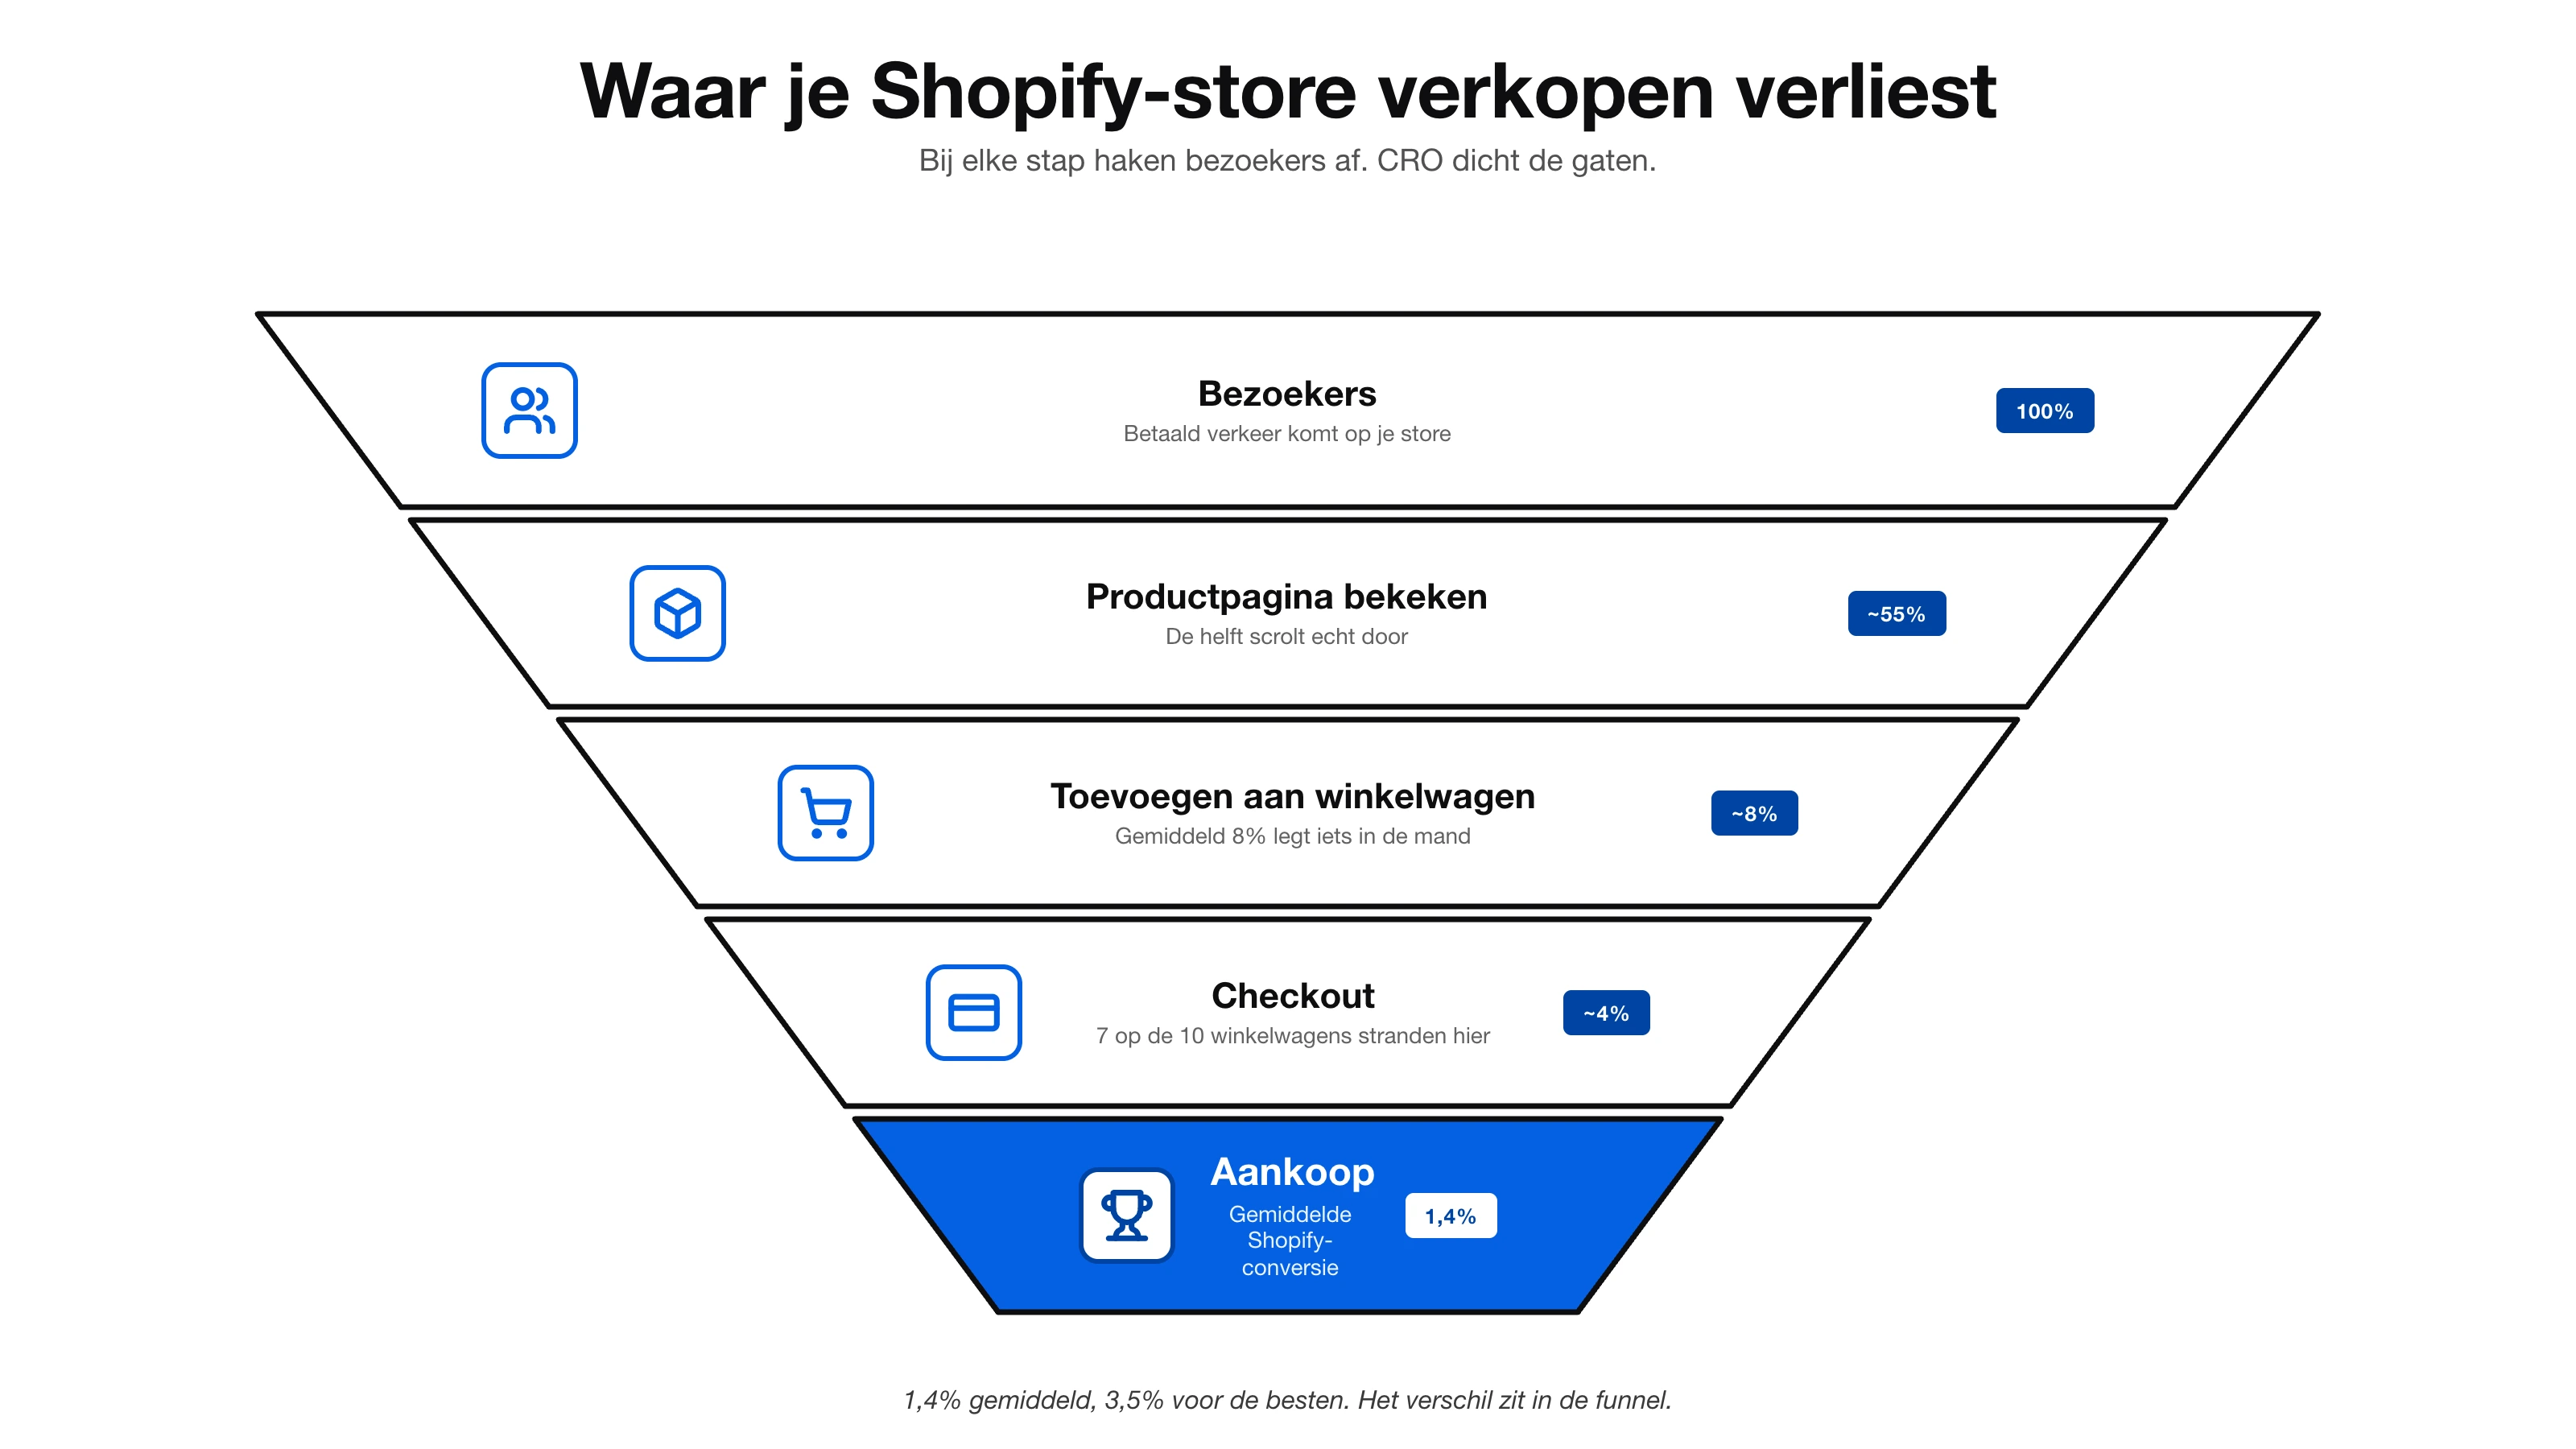 Waar je Shopify-store verkopen verliest
Bij elke stap haken bezoekers af. CRO dicht de gaten.
Bezoekers
Betaald verkeer komt op je store
100%
Productpagina bekeken
De helft scrolt echt door
~55%
Toevoegen aan winkelwagen
Gemiddeld 8% legt iets in de mand
~8%
Checkout
7 op de 10 winkelwagens stranden hier
~4%
Aankoop
Gemiddelde
Shopify-
conversie
1,4%
1,4% gemiddeld, 3,5% voor de besten. Het verschil zit in de funnel.